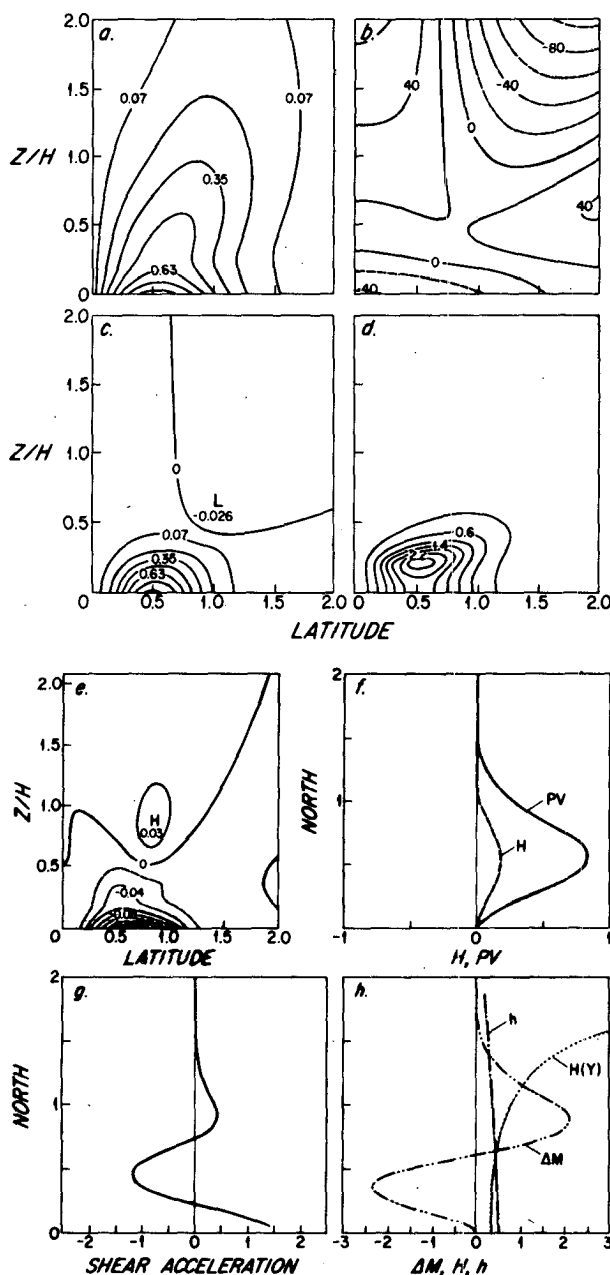 a.
2.0
1.5
1.0
0.5
0
Z/H
0.07
0.07
0.35
0.63
b.
-80
40
-40
0
40
0
-40
c.
2.0
1.5
1.0
0.5
0
Z/H
0
L
-0.026
0.07
0.35
0.63
0 0.5 1.0 1.5 2.0
d.
0.6
1.4
2.2
0 0.5 1.0 1.5 2.0
LATITUDE
e.
2.0
1.5
1.0
0.5
0
Z/H
H
0.03
0
-0.04
0.0 0.5 1.0 1.5 2.0
LATITUDE
f.
2
1
0
NORTH
PV
H
-1 0 1
H, PV
g.
2
1
0
NORTH
-2 -1 0 1 2
SHEAR ACCELERATION
h.
2
1
0
h
H(Y)
ΔM
-3 -2 -1 0 1 2 3
ΔM, H, h